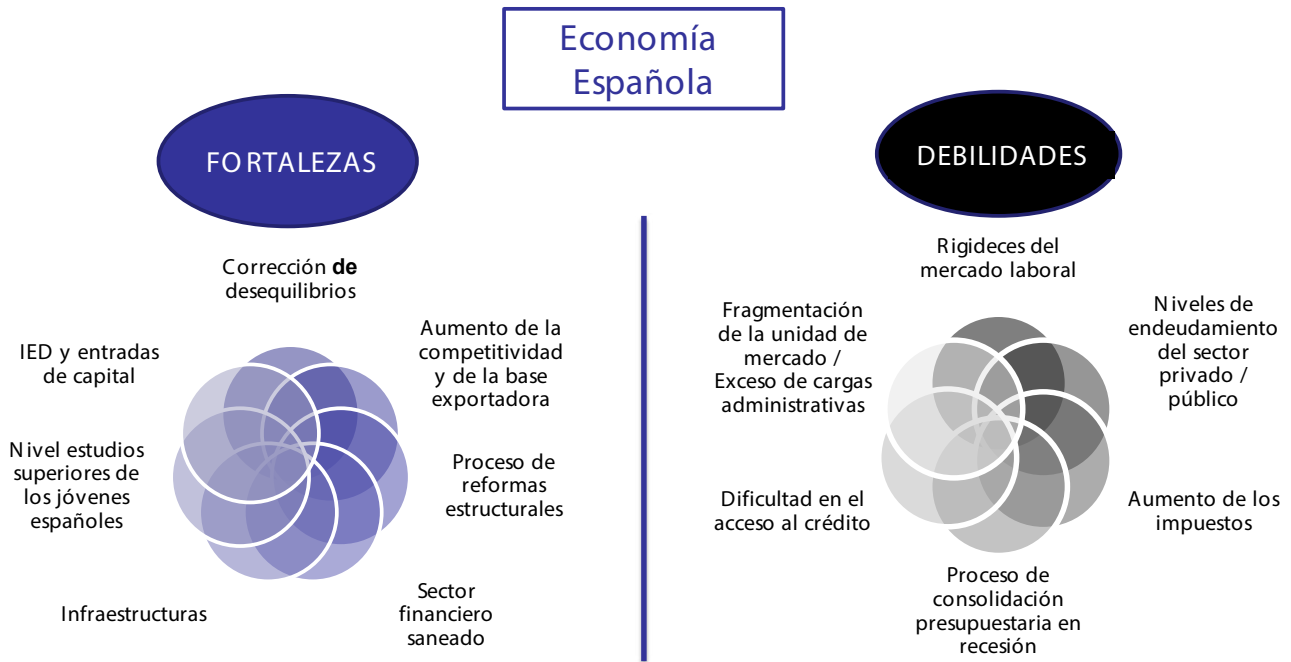 Economía
Española
FORTALEZAS
Corrección de
desequilibrios
Aumento de la
competitividad
y de la base
exportadora
Proceso de
reformas
estructurales
Sector
financiero
saneado
Infraestructuras
Nivel estudios
superiores de
los jóvenes
españoles
IED y entradas
de capital
DEBILIDADES
Rigideces del
mercado laboral
Niveles de
endeudamiento
del sector
privado /
público
Aumento de los
impuestos
Proceso de
consolidación
presupuestaria en
recesión
Dificultad en el
acceso al crédito
Fragmentación
de la unidad de
mercado /
Exceso de cargas
administrativas